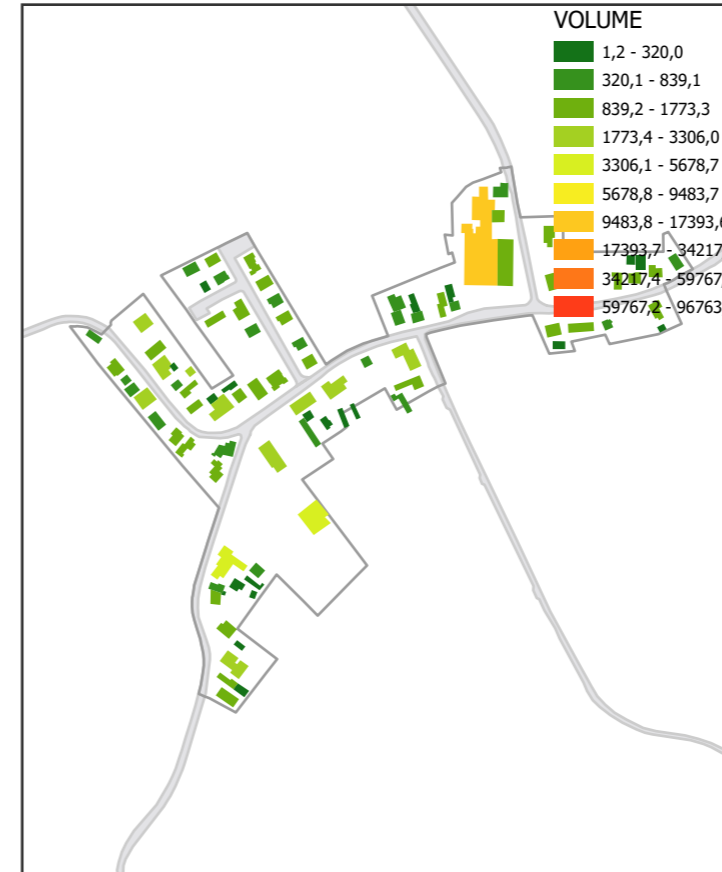 VOLUME
1,2 - 320,0
320,1 - 839,1
839,2 - 1773,3
1773,4 - 3306,0
3306,1 - 5678,7
5678,8 - 9483,7
9483,8 - 17393,6
17393,7 - 34217
34217,4 - 59767,
59767,2 - 96763